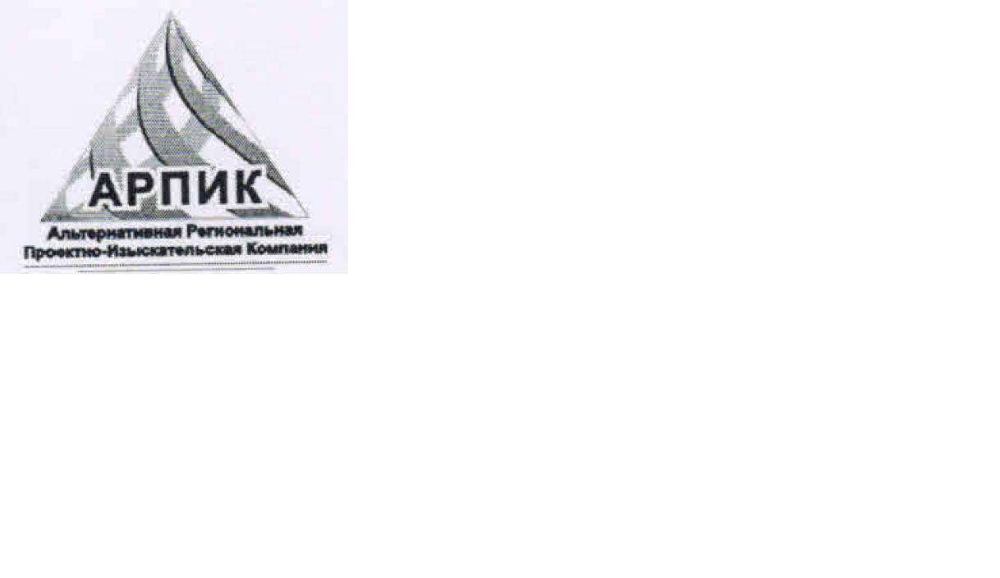 АРПИК
Альтернативная Региональная
Проектно-Изыскательская Компания